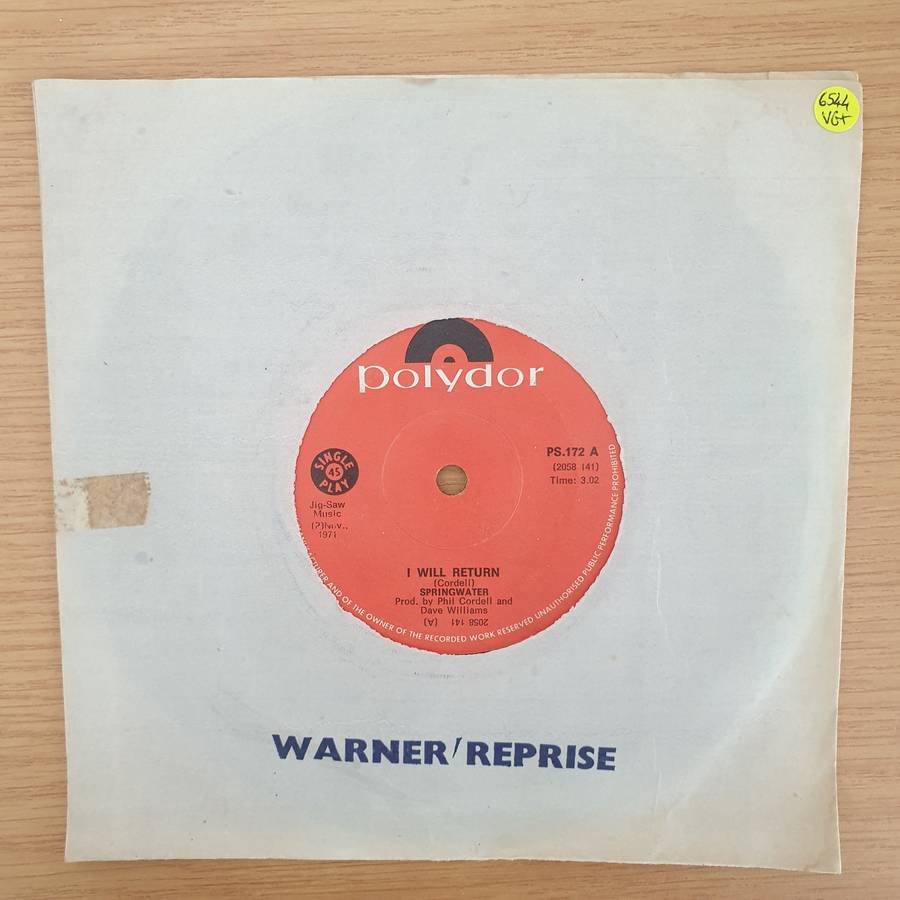 6544
VG+
polydor
SINGLE
45
PLAY
PS.172 A
(2058 141)
Time: 3.02
Jig-Saw
Music
1971
I WILL RETURN
(Cordell)
SPRINGWATER
Prod. by Phil Cordell and
Dave Williams
2058 141 (A)
AND OF THE OWNER OF THE RECORDED WORK RESERVED UNAUTHORISED PUBLIC PERFORMANCE PROHIBITED
WARNER/REPRISE